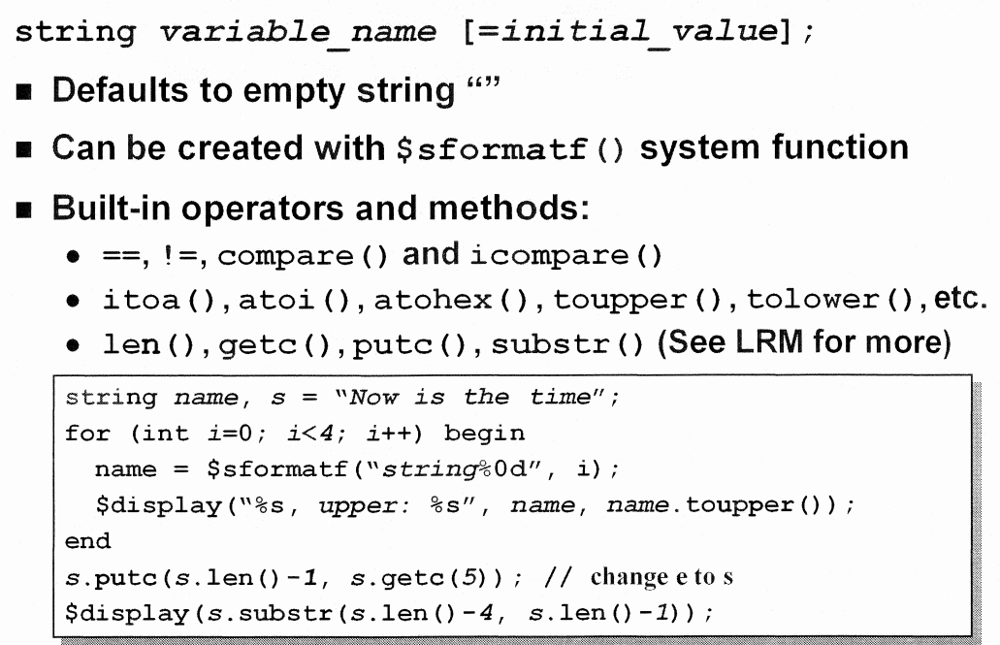 string variable_name [=initial_value];
■ Defaults to empty string “”
■ Can be created with $sformatf() system function
■ Built-in operators and methods:
● ==, !=, compare() and icompare()
● itoa(), atoi(), atohex(), toupper(), tolower(), etc.
● len(), getc(), putc(), substr() (See LRM for more)
string name, s = "Now is the time";
for (int i=0; i<4; i++) begin
name = $sformatf("string%0d", i);
$display("%s, upper: %s", name, name.toupper());
end
s.putc(s.len()-1, s.getc(5)); // change e to s
$display(s.substr(s.len()-4, s.len()-1));